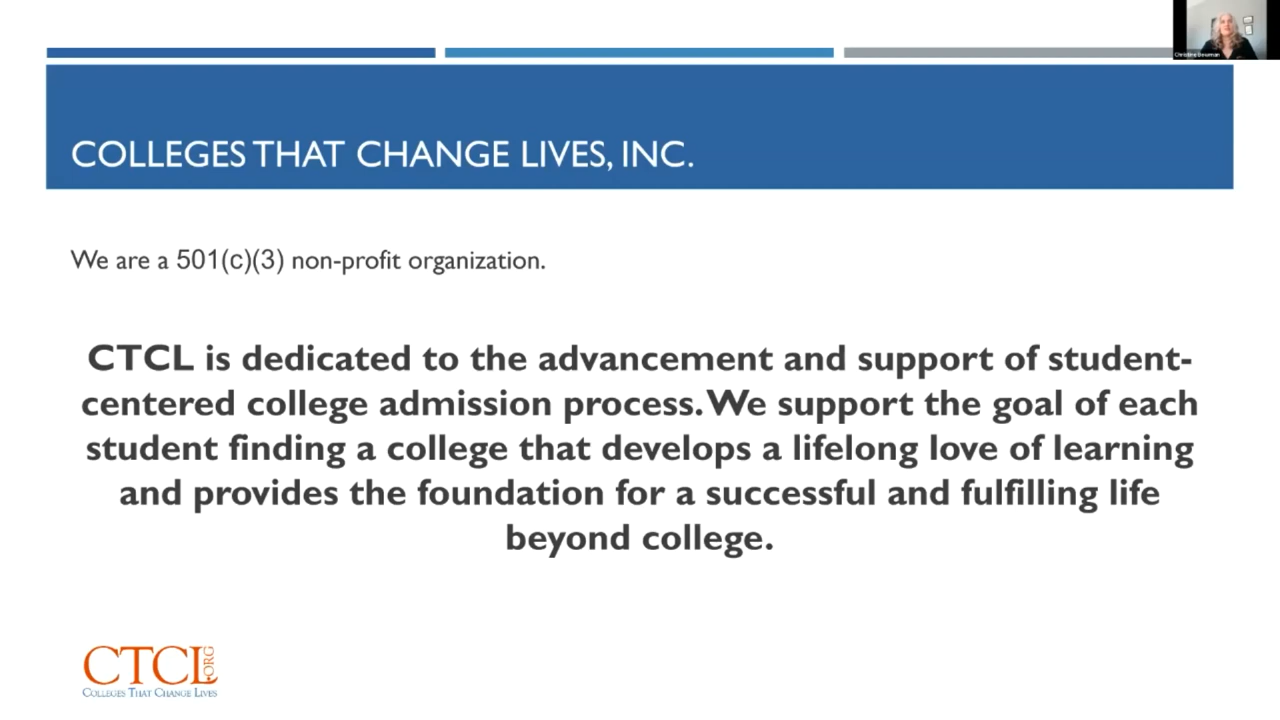 Christine Bowman
COLLEGES THAT CHANGE LIVES, INC.
We are a 501(c)(3) non-profit organization.
CTCL is dedicated to the advancement and support of student-
centered college admission process. We support the goal of each
student finding a college that develops a lifelong love of learning
and provides the foundation for a successful and fulfilling life
beyond college.
CTCL.ORG
COLLEGES THAT CHANGE LIVES